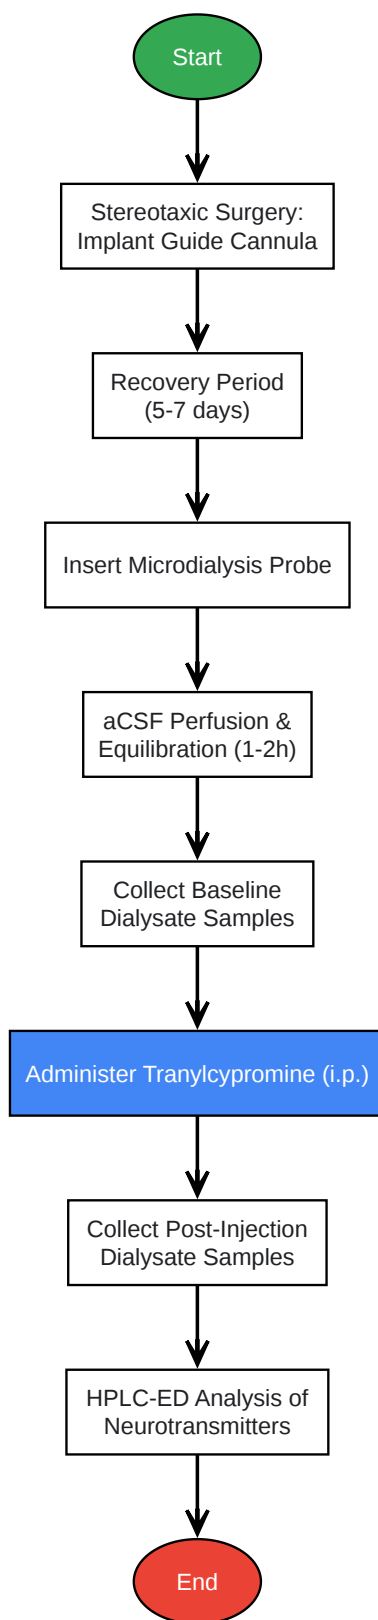 Start
Stereotaxic Surgery:
Implant Guide Cannula
Recovery Period
(5-7 days)
Insert Microdialysis Probe
aCSF Perfusion &
Equilibration (1-2h)
Collect Baseline
Dialysate Samples
Administer Tranylcypromine (i.p.)
Collect Post-Injection
Dialysate Samples
HPLC-ED Analysis of
Neurotransmitters
End